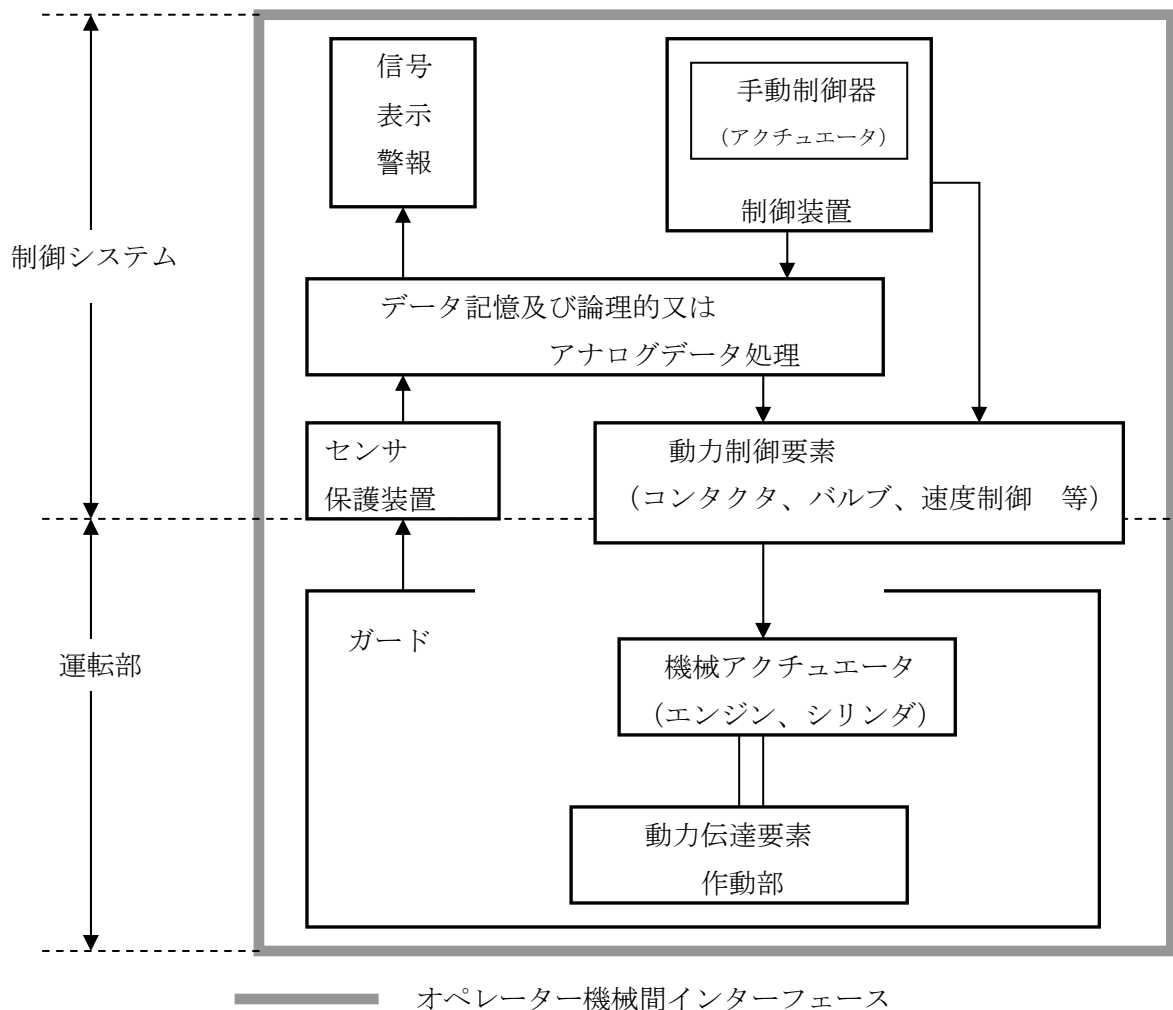 信号
表示
警報
手動制御器
（アクチュエータ）
制御装置
制御システム
データ記憶及び論理的又は
アナログデータ処理
センサ
保護装置
動力制御要素
（コンタクタ、バルブ、速度制御　等）
ガード
運転部
機械アクチュエータ
（エンジン、シリンダ）
動力伝達要素
作動部
オペレーター機械間インターフェース